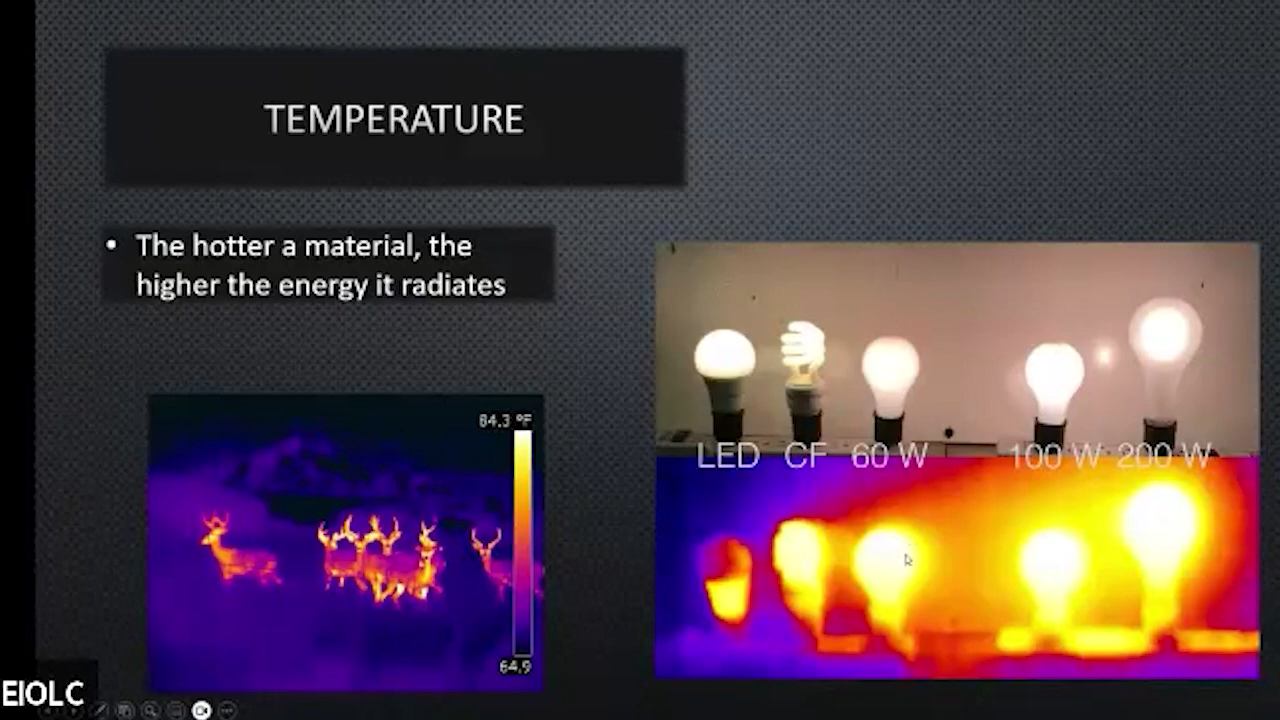 TEMPERATURE
• The hotter a material, the
higher the energy it radiates
84.3 °F
64.9
LED CF 60 W 100 W 200 W
E|OLC